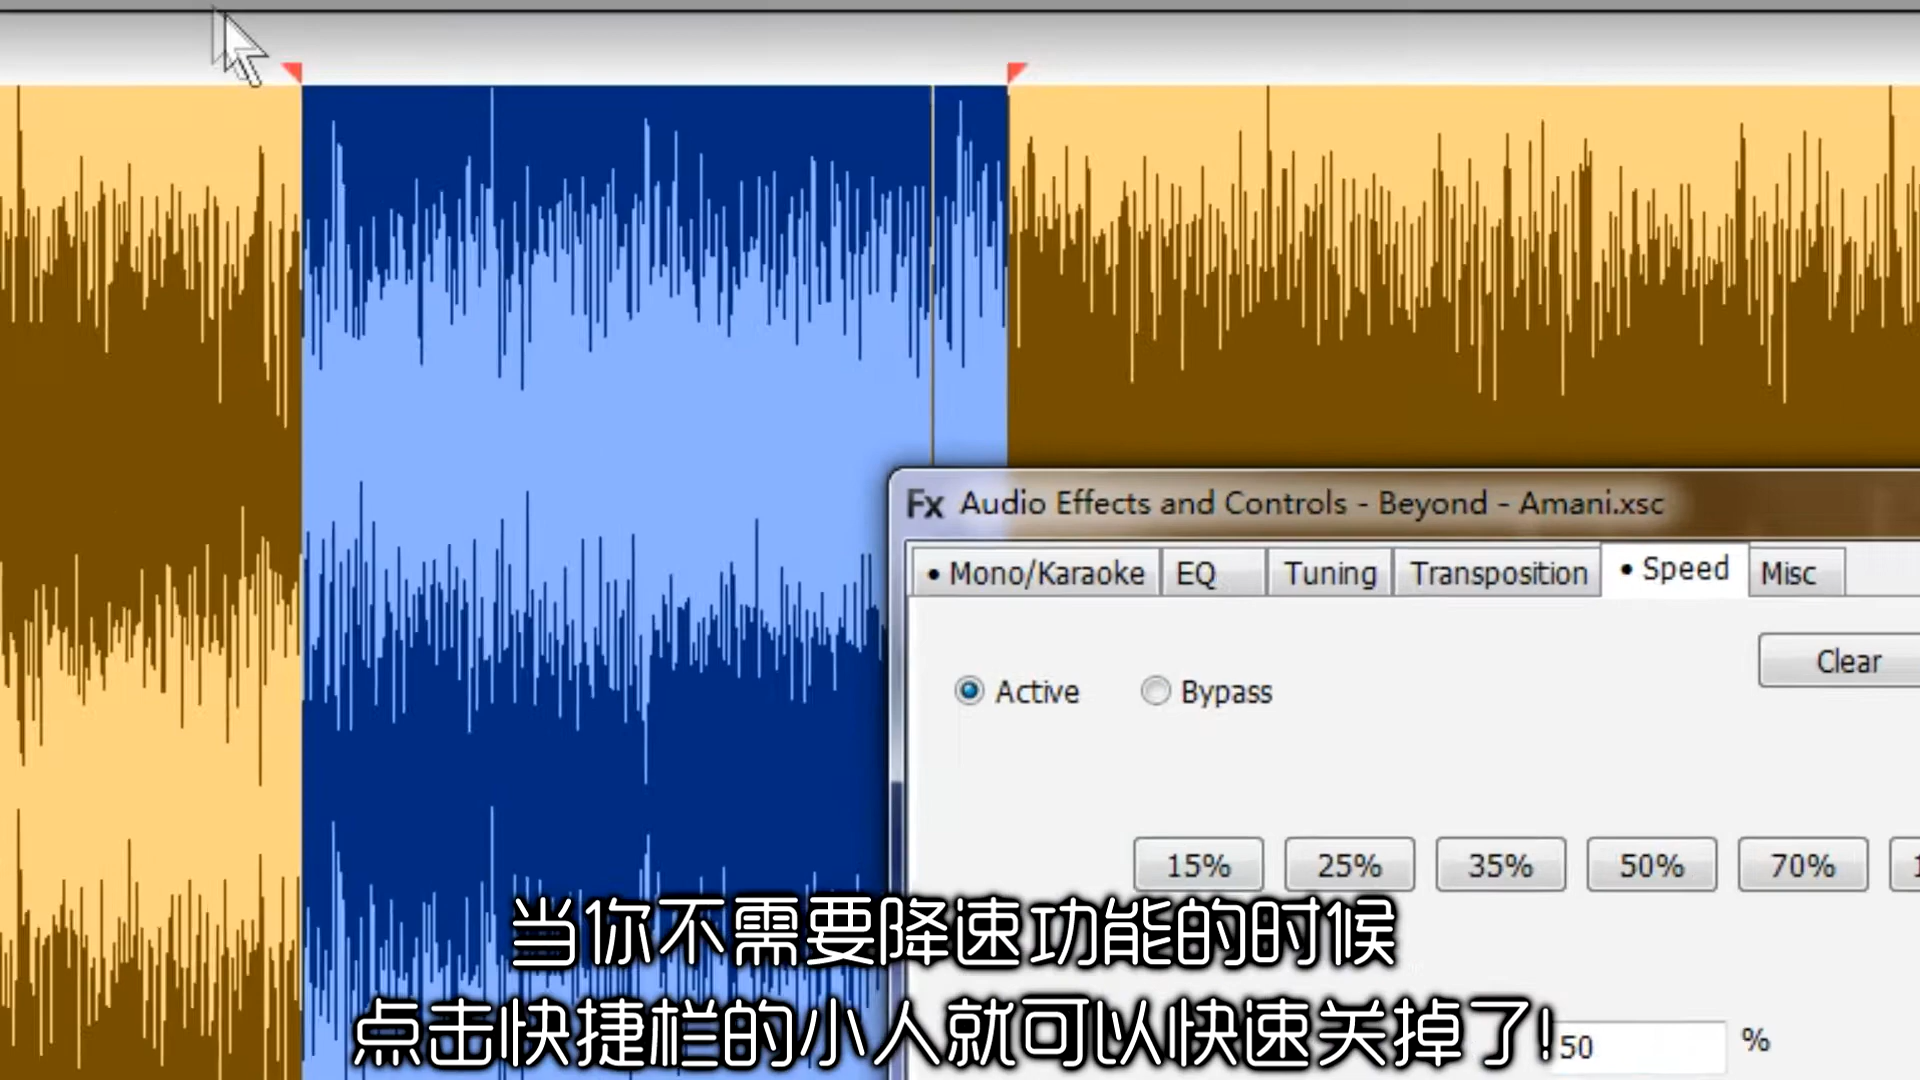 Fx Audio Effects and Controls - Beyond - Amani.xsc
• Mono/Karaoke EQ Tuning Transposition • Speed Misc
Clear
Active Bypass
15% 25% 35% 50% 70%
当你不需要降速功能的时候
点击快捷栏的小人就可以快速关掉了!
50 %